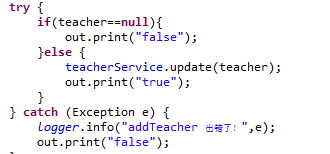 try {
if(teacher==null){
out.print("false");
}else {
teacherService.update(teacher);
out.print("true");
}
} catch (Exception e) {
logger.info("addTeacher 出错了!",e);
out.print("false");